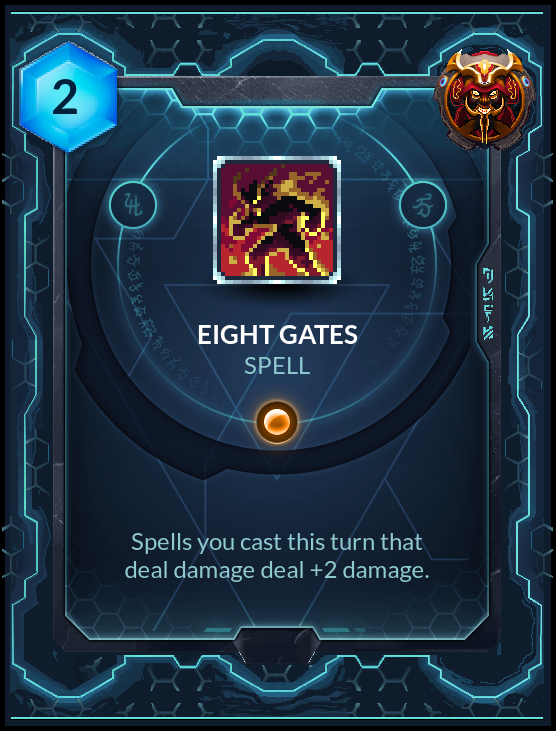 2
EIGHT GATES
SPELL
Spells you cast this turn that
deal damage deal +2 damage.